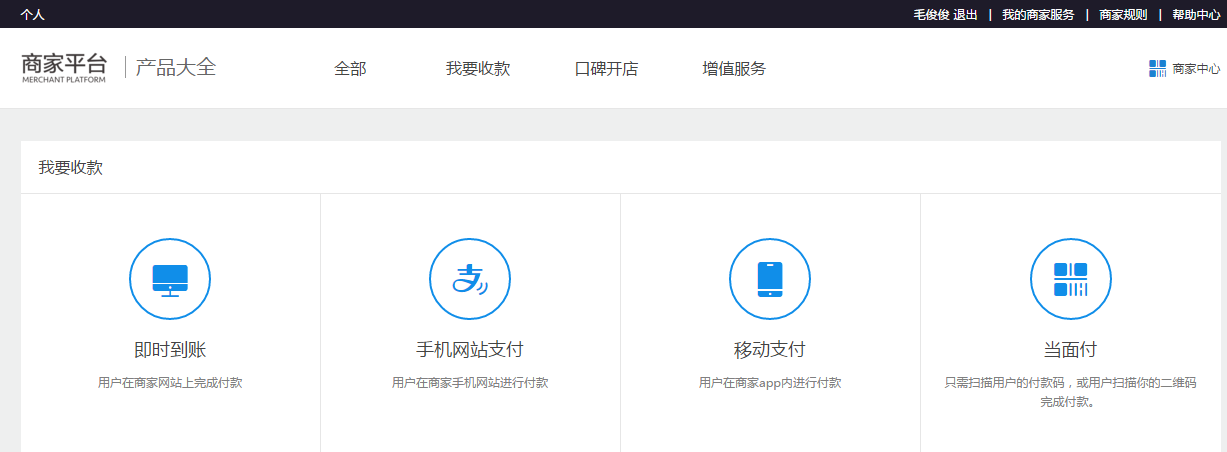 个人
毛俊俊 退出 | 我的商家服务 | 商家规则 | 帮助中心
商家平台 | 产品大全 全部 我要收款 口碑开店 增值服务 商家中心
MERCHANT PLATFORM
我要收款
即时到账
用户在商家网站上完成付款
手机网站支付
用户在商家手机网站进行付款
移动支付
用户在商家app内进行付款
当面付
只需扫描用户的付款码，或用户扫描你的二维码
完成付款。